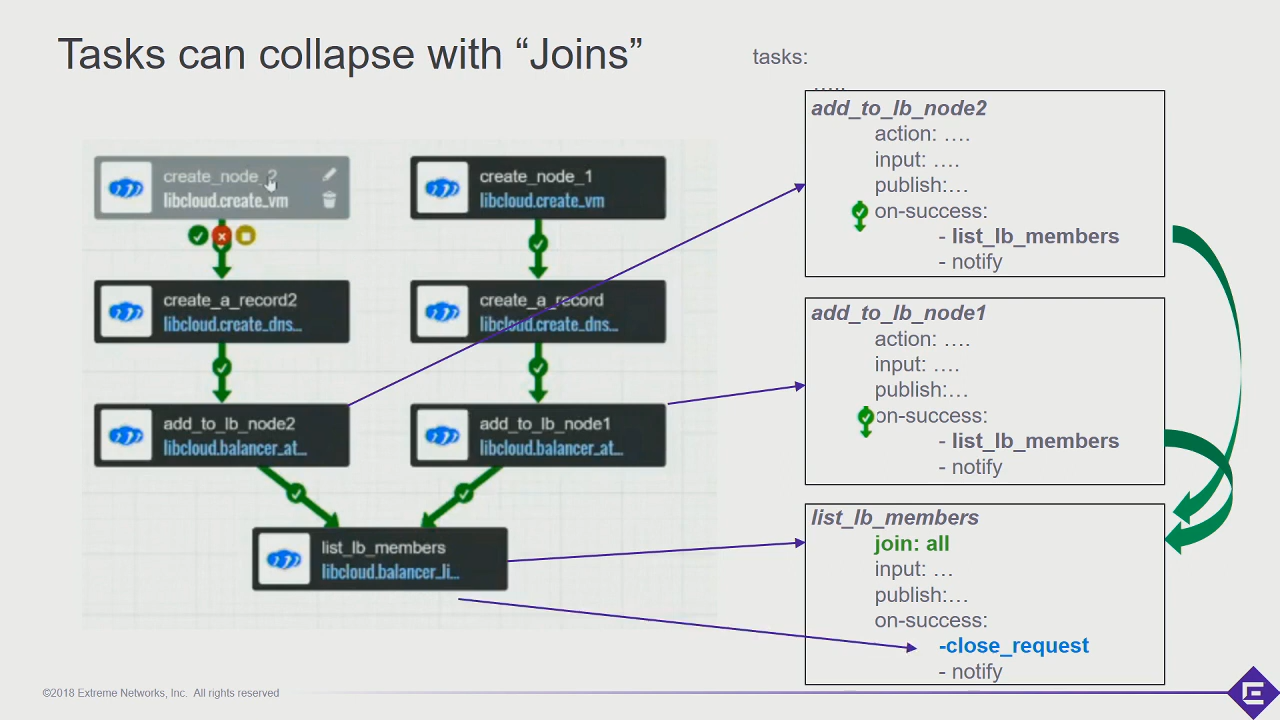 Tasks can collapse with “Joins”
tasks:
.....
create_node_2
libcloud.create_vm
create_node_1
libcloud.create_vm
create_a_record2
libcloud.create_dns...
create_a_record
libcloud.create_dns...
add_to_lb_node2
libcloud.balancer_at...
add_to_lb_node1
libcloud.balancer_at...
list_lb_members
libcloud.balancer_li...
add_to_lb_node2
action: ….
input: ….
publish:…
on-success:
- list_lb_members
- notify
add_to_lb_node1
action: ….
input: ….
publish:…
on-success:
- list_lb_members
- notify
list_lb_members
join: all
input: …
publish:…
on-success:
-close_request
- notify
©2018 Extreme Networks, Inc. All rights reserved